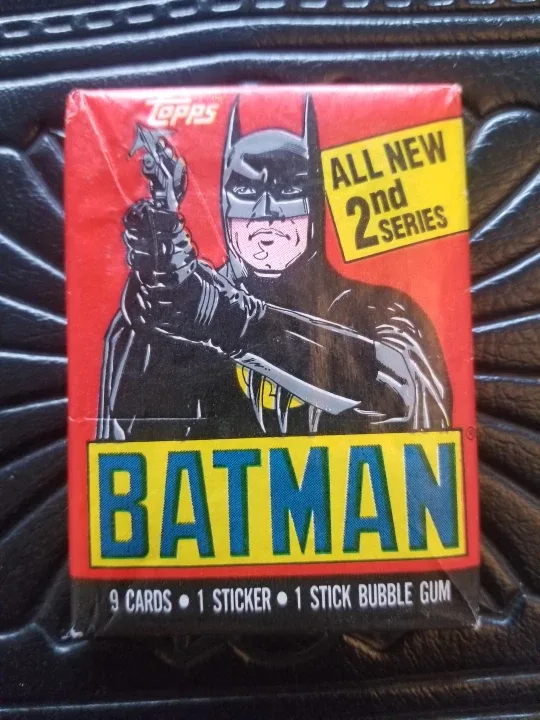 Topps
ALL NEW
2nd
SERIES
BATMAN
®
9 CARDS • 1 STICKER • 1 STICK BUBBLE GUM